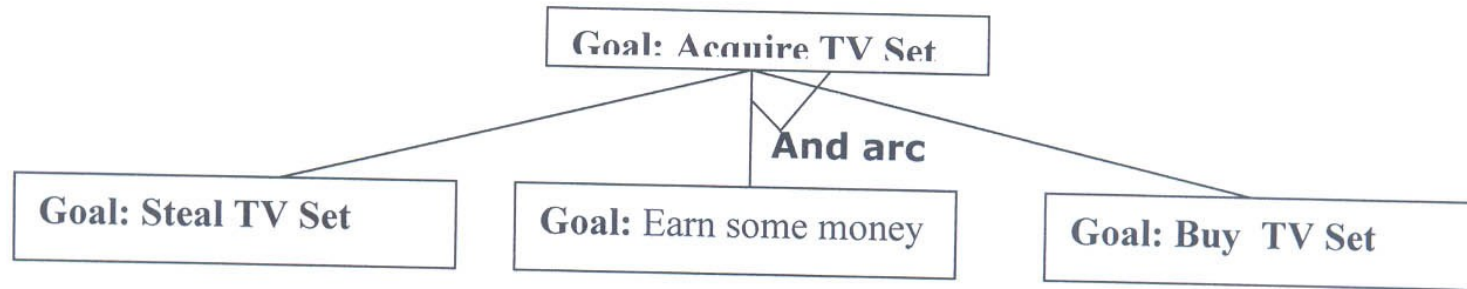 Goal: Acquire TV Set
And arc
Goal: Steal TV Set
Goal: Earn some money
Goal: Buy TV Set